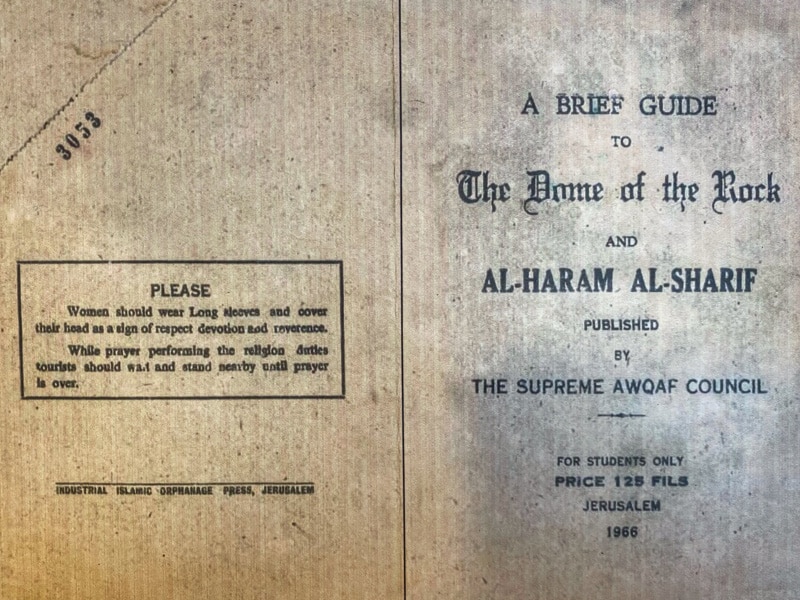 3053
PLEASE
Women should wear Long sleeves and cover
their head as a sign of respect devotion and reverence.
While prayer performing the religion duties
tourists should wait and stand nearby until prayer
is over.
INDUSTRIAL ISLAMIC ORPHANAGE PRESS, JERUSALEM
A BRIEF GUIDE
TO
The Dome of the Rock
AND
AL-HARAM AL-SHARIF
PUBLISHED
BY
THE SUPREME AWQAF COUNCIL
FOR STUDENTS ONLY
PRICE 125 FILS
JERUSALEM
1966